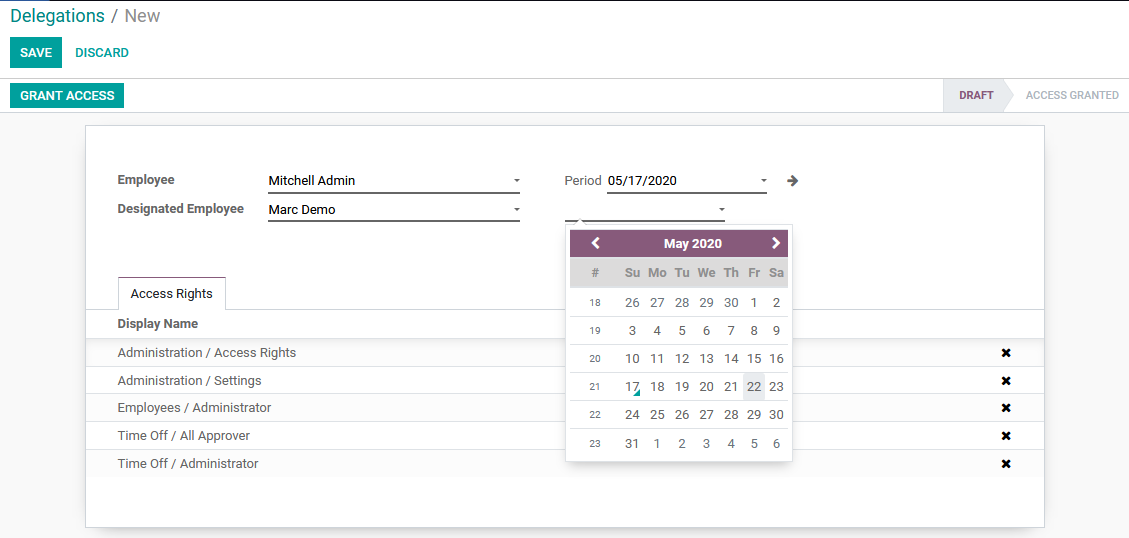 Delegations / New
SAVE DISCARD
GRANT ACCESS DRAFT ACCESS GRANTED
Employee Mitchell Admin Period 05/17/2020
Designated Employee Marc Demo
May 2020
# Su Mo Tu We Th Fr Sa
18 26 27 28 29 30 1 2
19 3 4 5 6 7 8 9
20 10 11 12 13 14 15 16
21 17 18 19 20 21 22 23
22 24 25 26 27 28 29 30
23 31 1 2 3 4 5 6
Access Rights
Display Name
Administration / Access Rights
Administration / Settings
Employees / Administrator
Time Off / All Approver
Time Off / Administrator